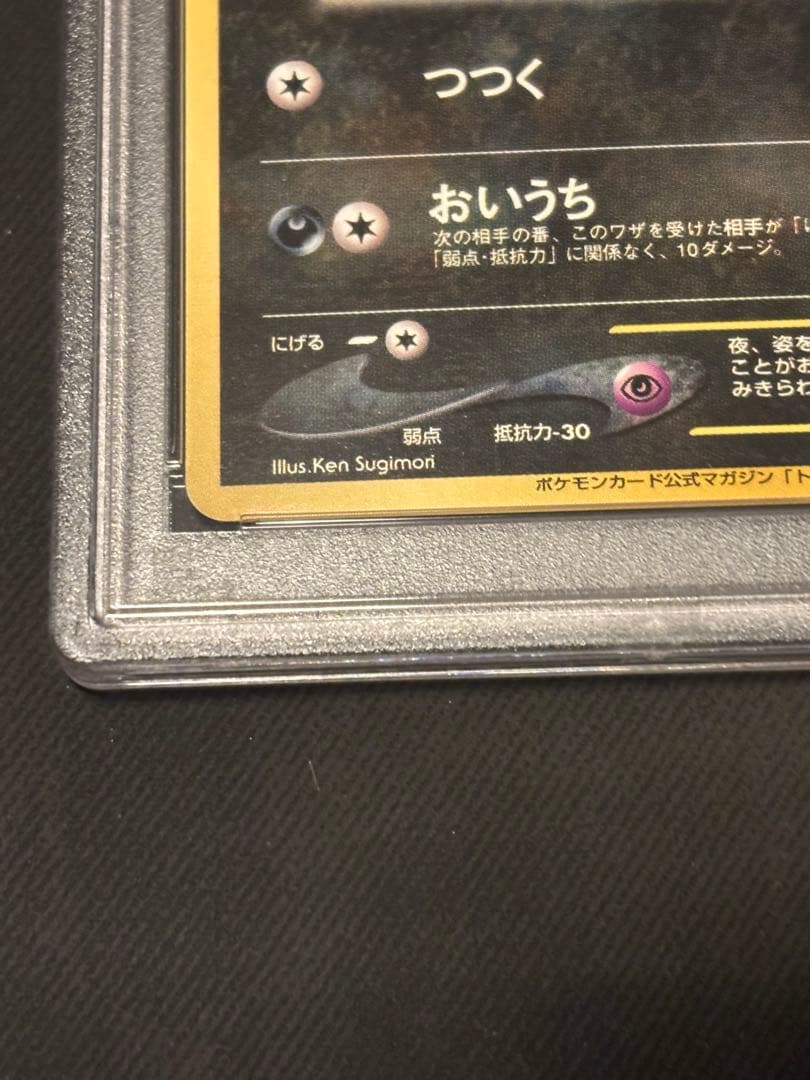 つつく
おいうち
次の相手の番、このワザを受けた相手が「
「弱点・抵抗力」に関係なく、10ダメージ。
にげる
夜、姿を
ことがお
みきられ
弱点 抵抗力-30
Illus.Ken Sugimori
ポケモンカード公式マガジン「ト